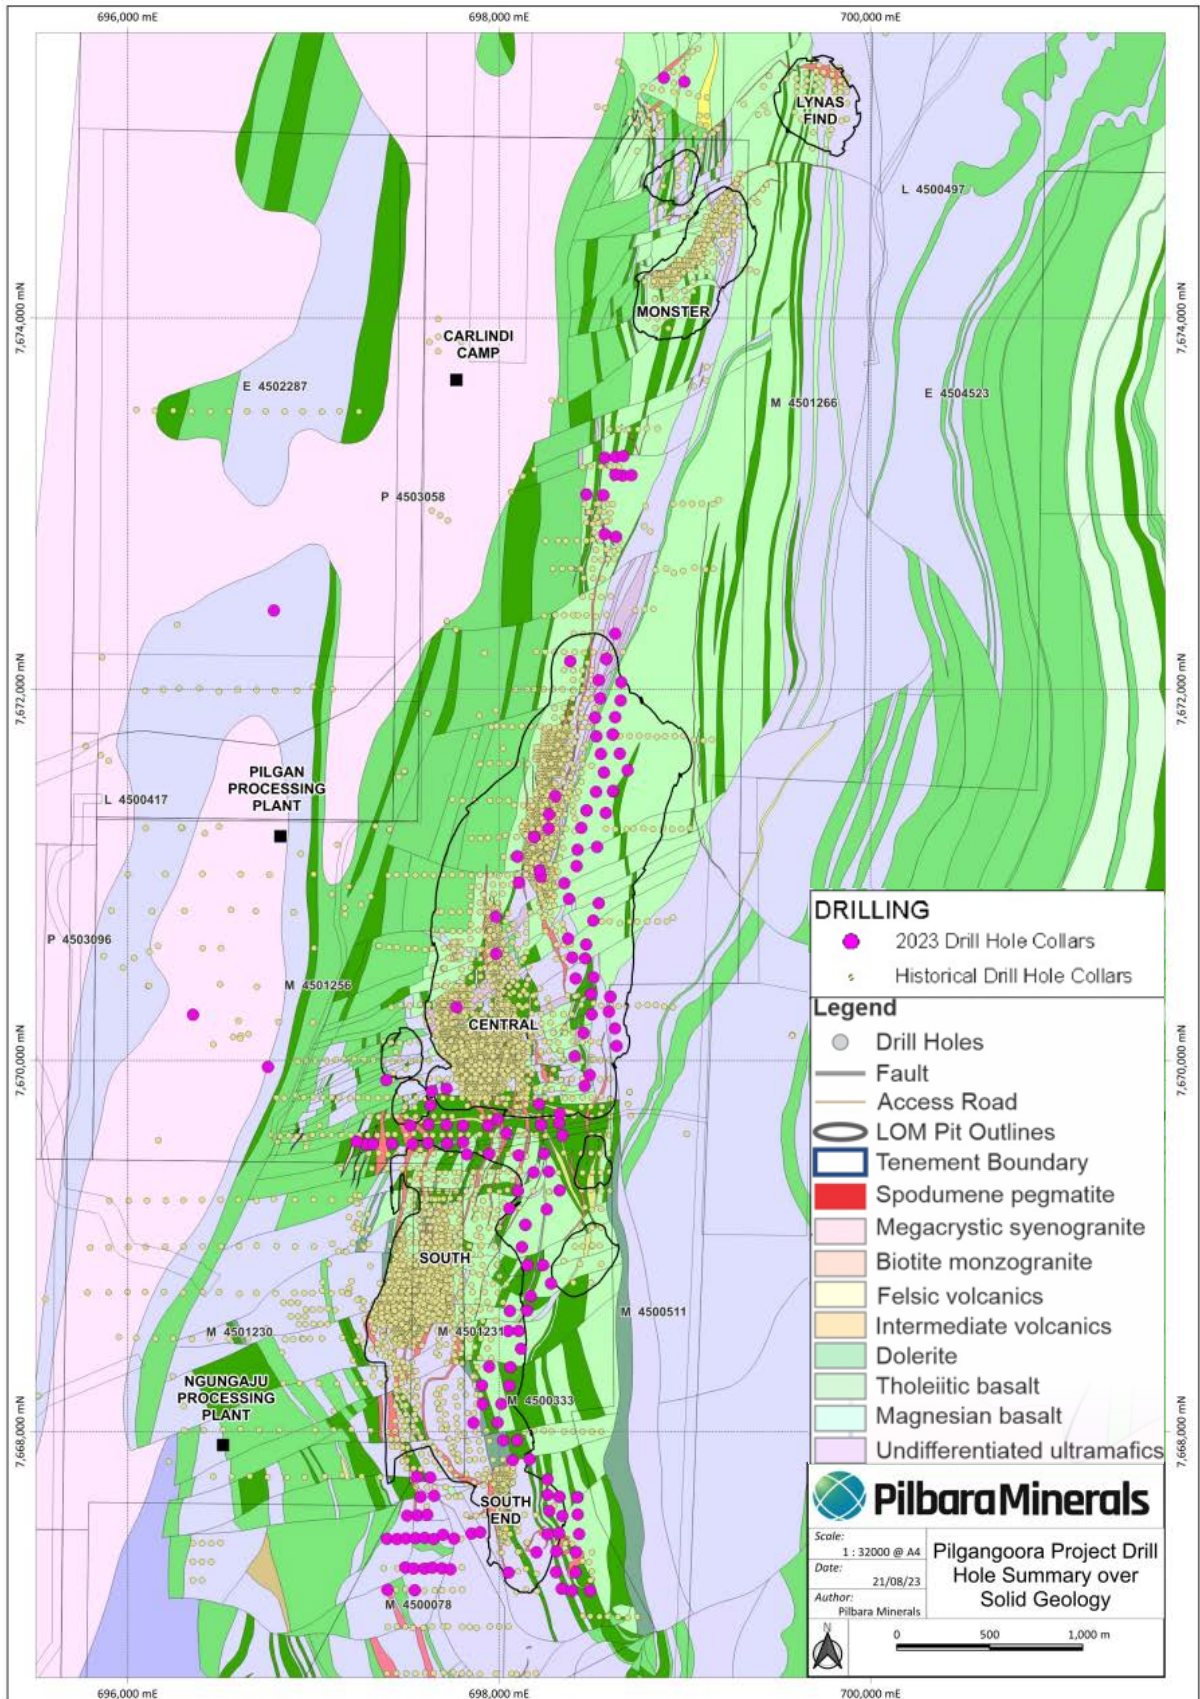 696,000 mE
698,000 mE
700,000 mE
LYNAS
FIND
L 4500497
7,674,000 mN
MONSTER
7,674,000 mN
CARLINDI
CAMP
E 4502287
M 4501266
E 4504523
P 4503058
7,672,000 mN
7,672,000 mN
PILGAN
PROCESSING
PLANT
L 4500417
P 4503096
M 4501256
CENTRAL
7,670,000 mN
7,670,000 mN
SOUTH
M 4500511
M 4501230
M 4501231
NGUNGAJU
PROCESSING
PLANT
M 4500333
7,668,000 mN
7,668,000 mN
SOUTH
END
M 4500078
DRILLING
2023 Drill Hole Collars
Historical Drill Hole Collars
Legend
Drill Holes
Fault
Access Road
LOM Pit Outlines
Tenement Boundary
Spodumene pegmatite
Megacrystic syenogranite
Biotite monzogranite
Felsic volcanics
Intermediate volcanics
Dolerite
Tholeiitic basalt
Magnesian basalt
Undifferentiated ultramafics
Pilbara Minerals
Scale:
1 : 32000 @ A4
Date:
21/08/23
Author:
Pilbara Minerals
Pilgangoora Project Drill
Hole Summary over
Solid Geology
N
0 500 1,000 m
696,000 mE
698,000 mE
700,000 mE